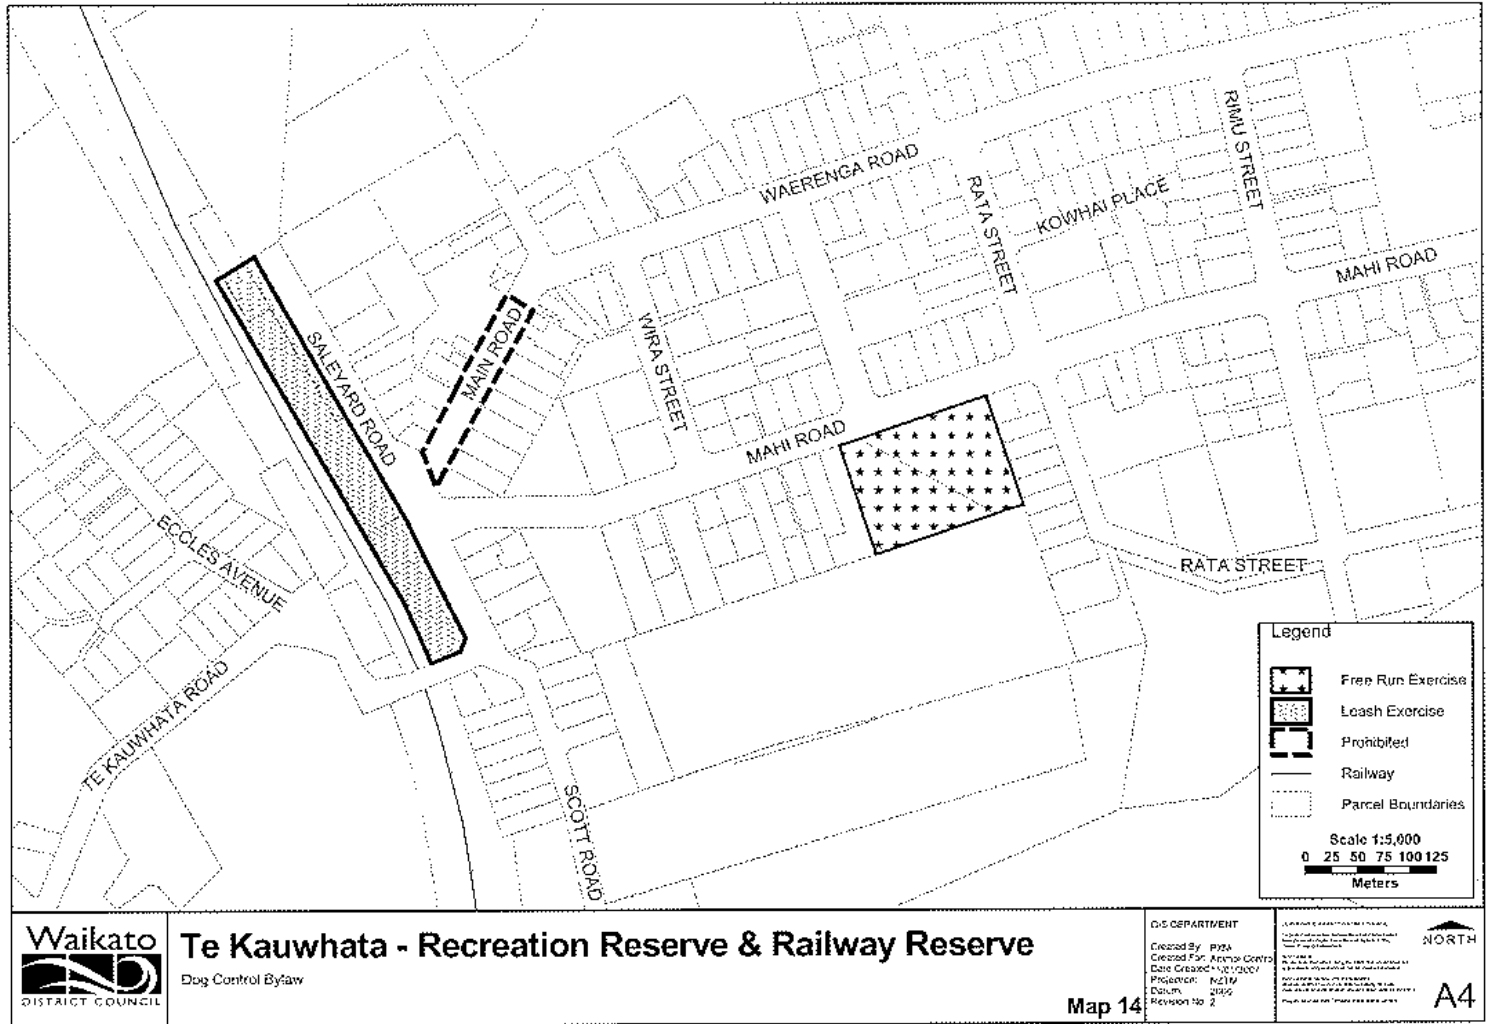 WAERENGA ROAD
RIMU STREET
RATA STREET
KOWHAI PLACE
MAHI ROAD
MAIN ROAD
SALEYARD ROAD
WIRA STREET
MAHI ROAD
ECCLES AVENUE
RATA STREET
TE KAUWHATA ROAD
SCOTT ROAD
Legend
Free Run Exercise
Leash Exercise
Prohibited
Railway
Parcel Boundaries
Scale 1:5,000
0 25 50 75 100 125
Meters
Waikato
DISTRICT COUNCIL
Te Kauwhata - Recreation Reserve & Railway Reserve
Dog Control Bylaw
Map 14
GIS DEPARTMENT
Created By:
Created For: Animal Control
Date Created:
Projection: NZTM
Datum: 2000
Revision No: 2
NORTH
A4